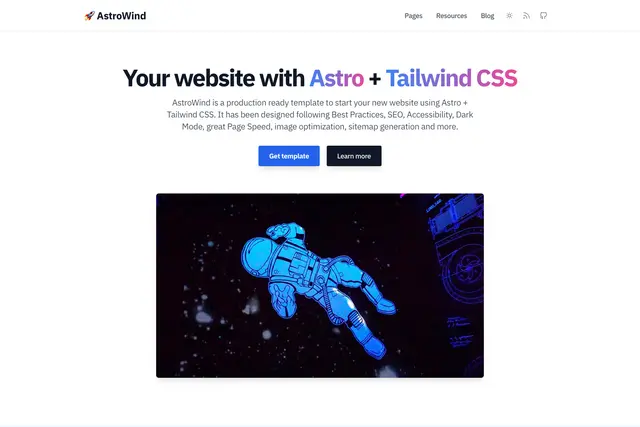 🚀 AstroWind
Pages Resources Blog
Your website with Astro + Tailwind CSS
AstroWind is a production ready template to start your new website using Astro +
Tailwind CSS. It has been designed following Best Practices, SEO, Accessibility, Dark
Mode, great Page Speed, image optimization, sitemap generation and more.
Get template Learn more